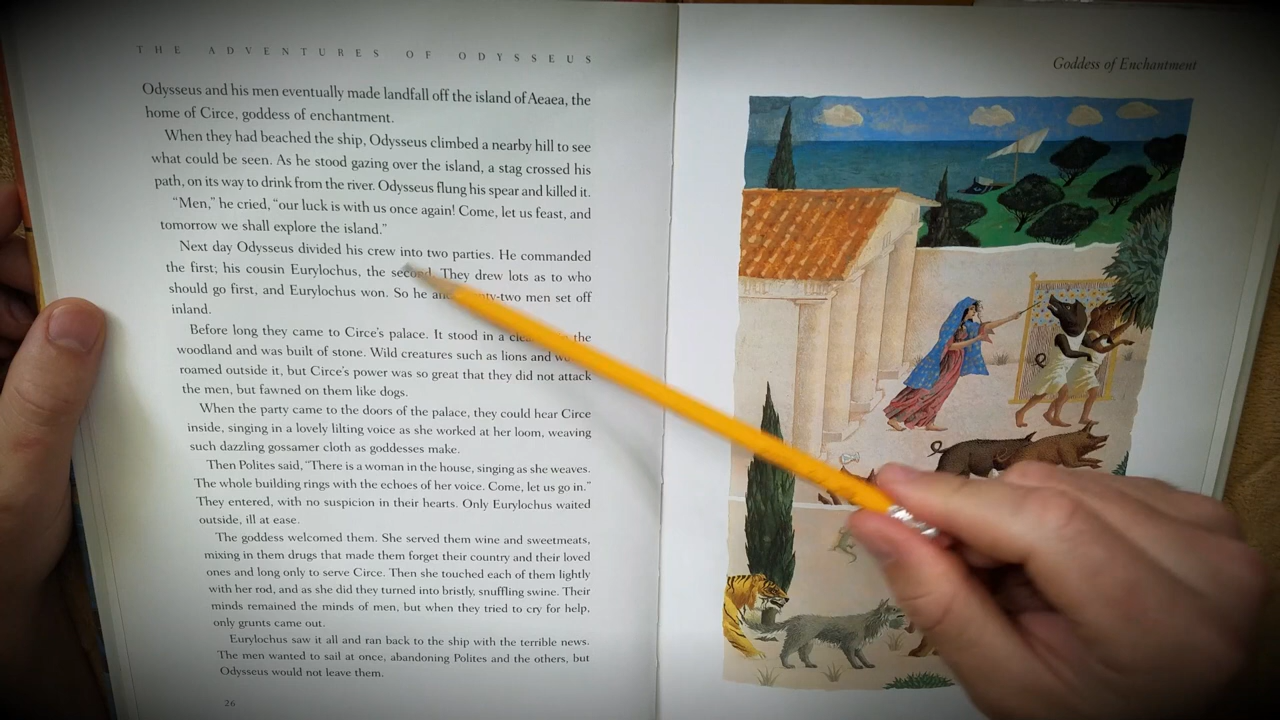 THE ADVENTURES OF ODYSSEUS
Odysseus and his men eventually made landfall off the island of Aeaea, the
home of Circe, goddess of enchantment.
When they had beached the ship, Odysseus climbed a nearby hill to see
what could be seen. As he stood gazing over the island, a stag crossed his
path, on its way to drink from the river. Odysseus flung his spear and killed it.
“Men,” he cried, “our luck is with us once again! Come, let us feast, and
tomorrow we shall explore the island.”
Next day Odysseus divided his crew into two parties. He commanded
the first; his cousin Eurylochus, the second. They drew lots as to who
should go first, and Eurylochus won. So he men set off
inland.
Before long they came to Circe’s palace. It stood in a the
woodland and was built of stone. Wild creatures such as lions and
roamed outside it, but Circe’s power was so great that they did not attack
the men, but fawned on them like dogs.
When the party came to the doors of the palace, they could hear Circe
inside, singing in a lovely lilting voice as she worked at her loom, weaving
such dazzling gossamer cloth as goddesses make.
Then Polites said, “There is a woman in the house, singing as she weaves.
The whole building rings with the echoes of her voice. Come, let us go in.”
They entered, with no suspicion in their hearts. Only Eurylochus waited
outside, ill at ease.
The goddess welcomed them. She served them wine and sweetmeats,
mixing in them drugs that made them forget their country and their loved
ones and long only to serve Circe. Then she touched each of them lightly
with her rod, and as she did they turned into bristly, snuffling swine. Their
minds remained the minds of men, but when they tried to cry for help,
only grunts came out.
Eurylochus saw it all and ran back to the ship with the terrible news.
The men wanted to sail at once, abandoning Polites and the others, but
Odysseus would not leave them.
26
Goddess of Enchantment